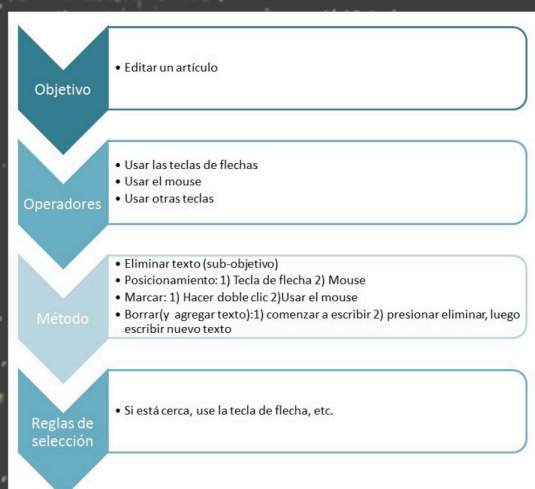 Objetivo
• Editar un artículo
Operadores
• Usar las teclas de flechas
• Usar el mouse
• Usar otras teclas
Método
• Eliminar texto (sub-objetivo)
• Posicionamiento: 1) Tecla de flecha 2) Mouse
• Marcar: 1) Hacer doble clic 2)Usar el mouse
• Borrar(y agregar texto):1) comenzar a escribir 2) presionar eliminar, luego
escribir nuevo texto
Reglas de
selección
• Si está cerca, use la tecla de flecha, etc.